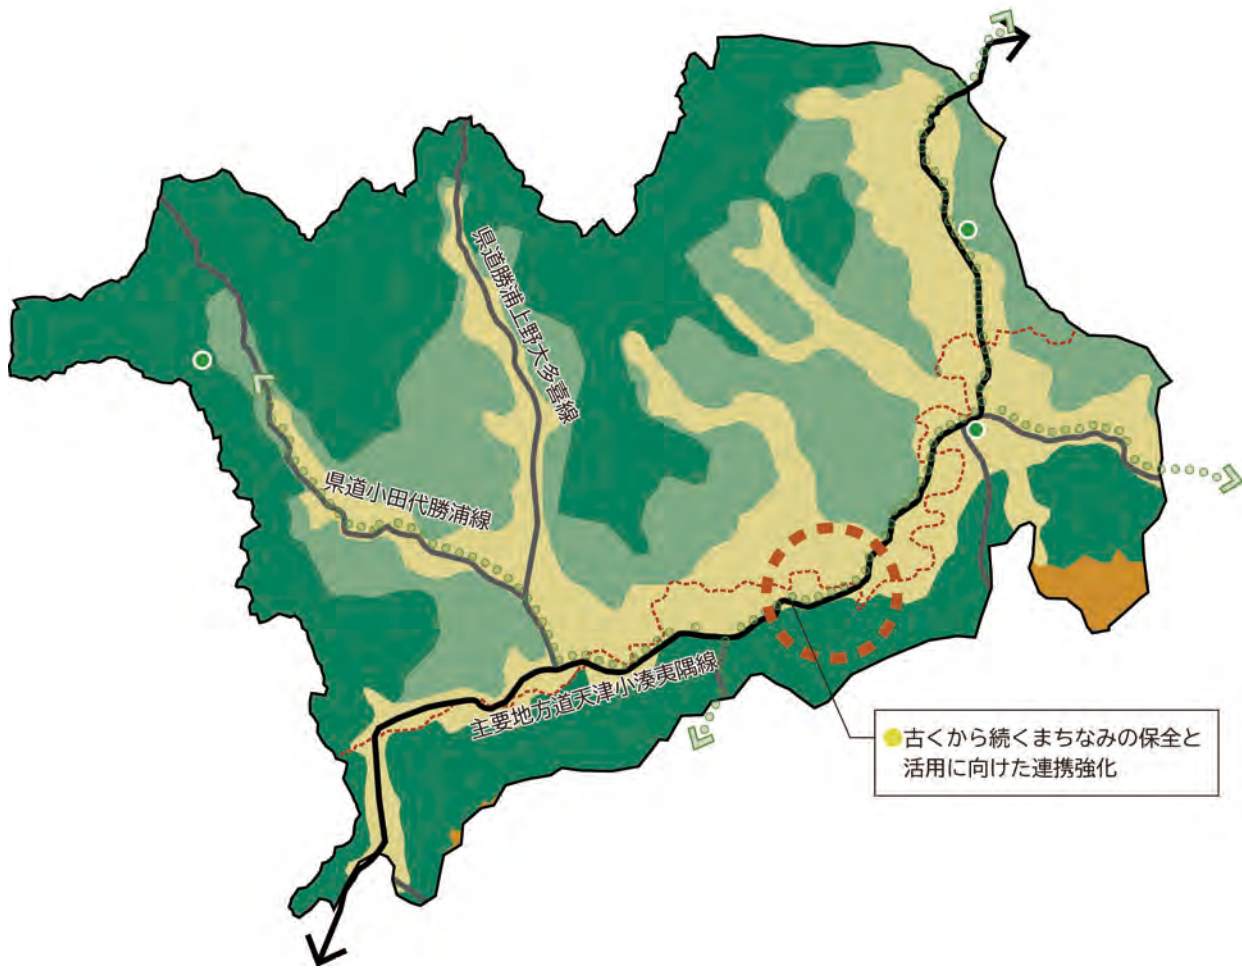 県道勝浦上野大多喜線
県道小田代勝浦線
主要地方道天津小湊夷隅線
古くから続くまちなみの保全と
活用に向けた連携強化